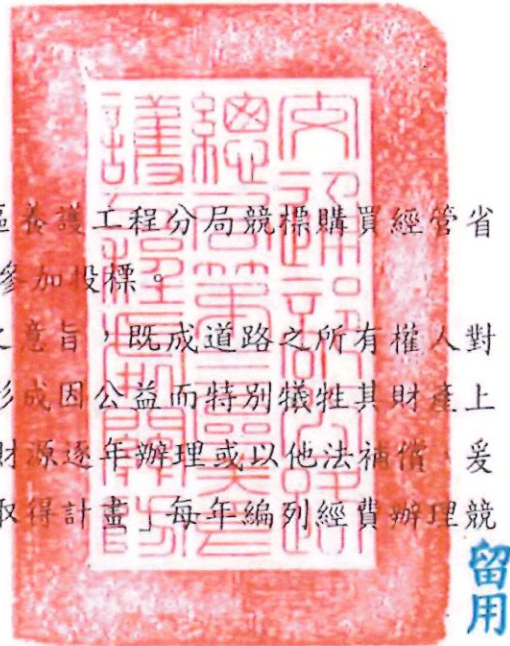 區養護工程分局競標購買經管省
參加投標。
之意旨，既成道路之所有權人對
形成因公益而特別犧牲其財產上
財源逐年辦理或以他法補償，爰
取得計畫」每年編列經費辦理競
留用